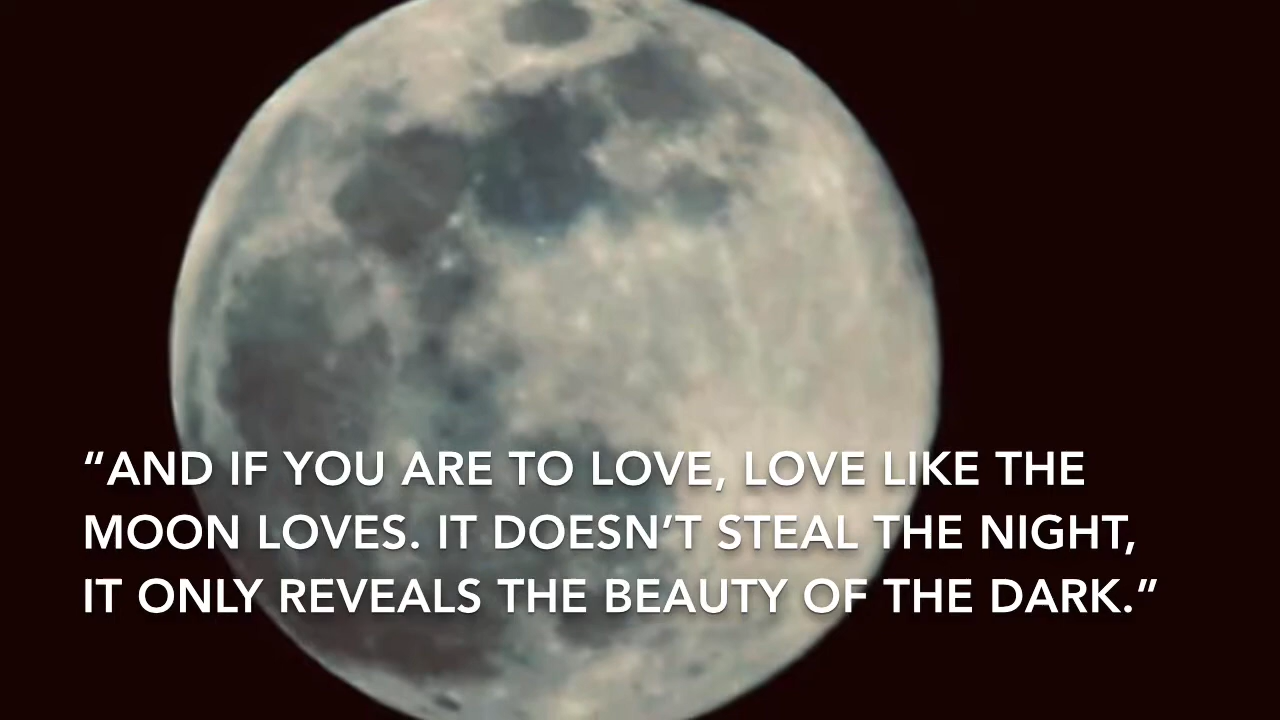 “AND IF YOU ARE TO LOVE, LOVE LIKE THE
MOON LOVES. IT DOESN‘T STEAL THE NIGHT,
IT ONLY REVEALS THE BEAUTY OF THE DARK.”